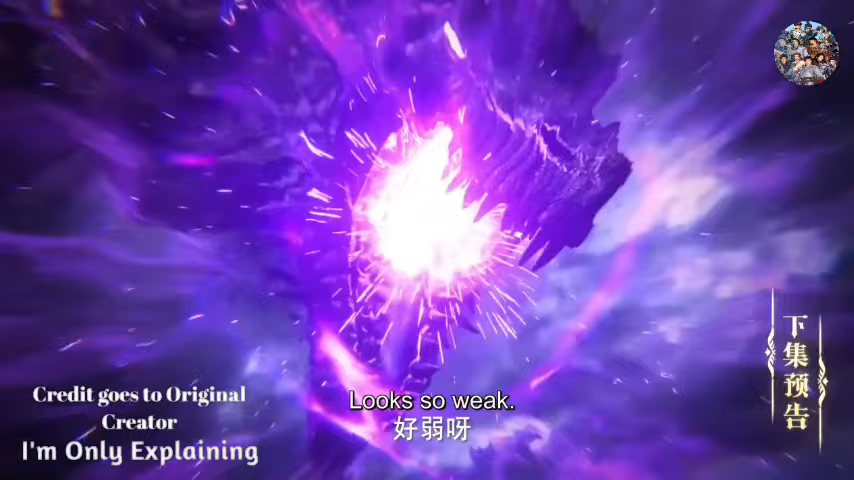 下集预告
Credit goes to Original
Creator
I'm Only Explaining
Looks so weak.
好弱呀